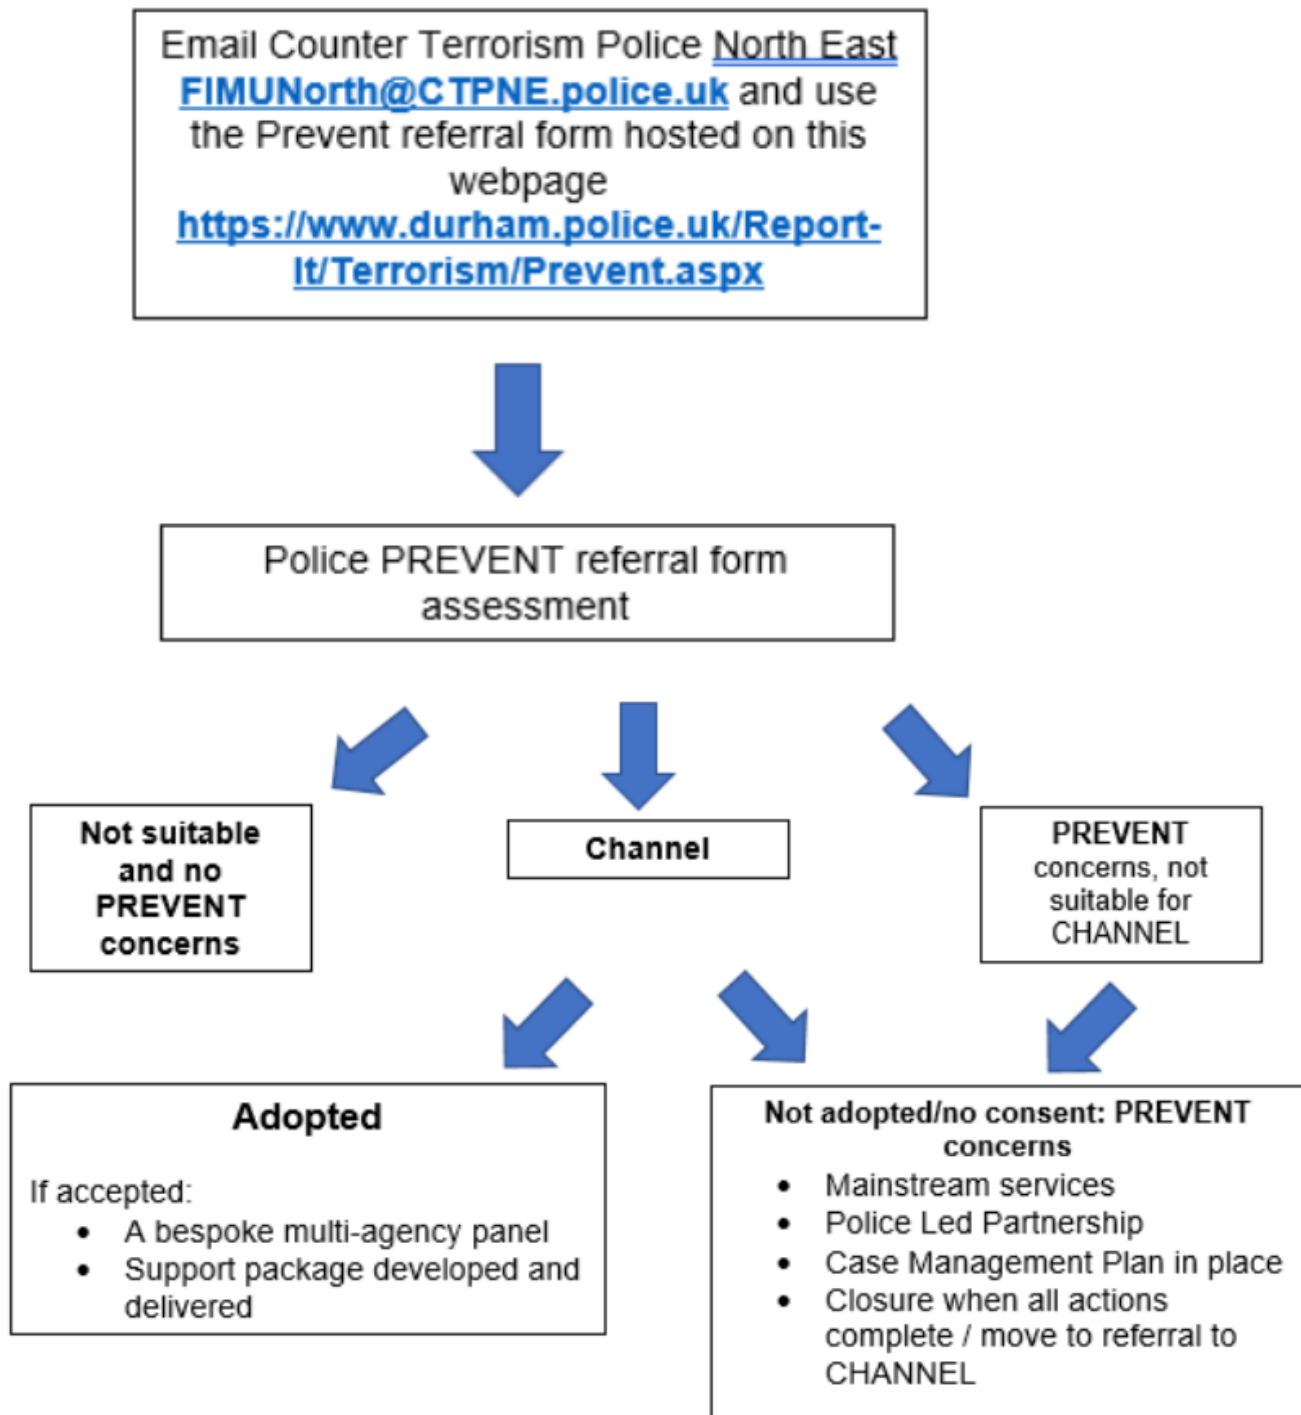 Email Counter Terrorism Police North East
FIMUNorth@CTPNE.police.uk and use
the Prevent referral form hosted on this
webpage
https://www.durham.police.uk/Report-
It/Terrorism/Prevent.aspx
Police PREVENT referral form
assessment
Not suitable
and no
PREVENT
concerns
Channel
PREVENT
concerns, not
suitable for
CHANNEL
Adopted
If accepted:
• A bespoke multi-agency panel
• Support package developed and
delivered
Not adopted/no consent: PREVENT
concerns
• Mainstream services
• Police Led Partnership
• Case Management Plan in place
• Closure when all actions
complete / move to referral to
CHANNEL